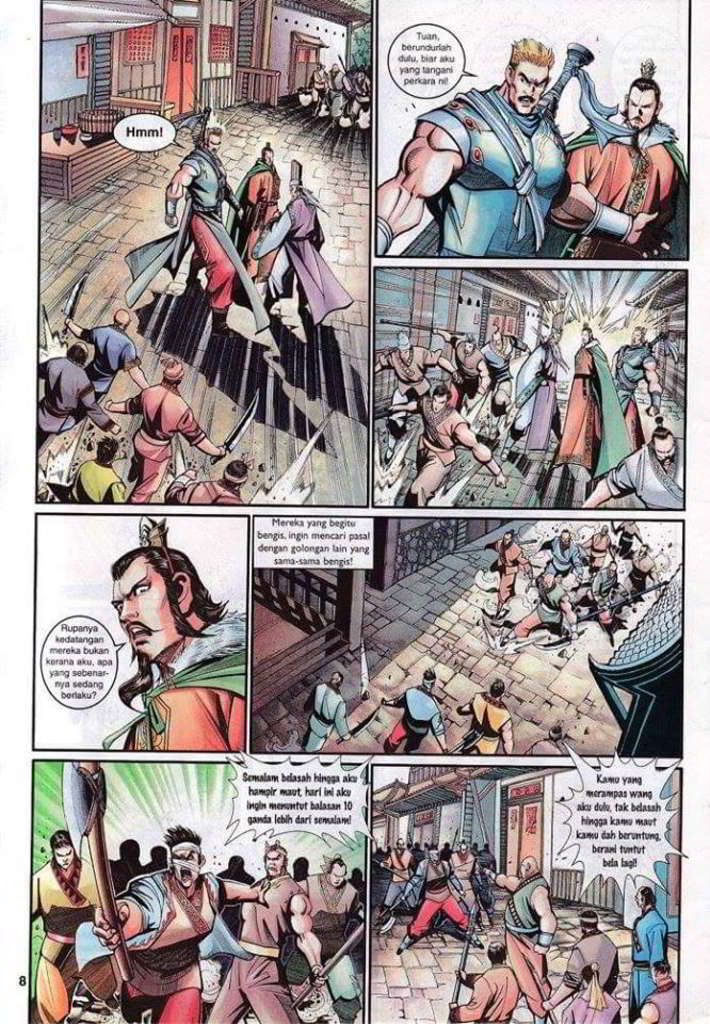 Hmm!
Tuan,
berundurlah
dulu, biar aku
yang tangani
perkara ni!
Rupanya
kedatangan
mereka bukan
kerana aku, apa
yang sebenar-
nya sedang
berlaku?
Mereka yang begitu
bengis, ingin mencari pasal
dengan golongan lain yang
sama-sama bengis!
Semalam belasah hingga aku
hampir maut, hari ini aku
ingin menuntut balasan 10
ganda lebih dari semalam!
Kamu yang
merampas wang
aku dulu, tak belasah
hingga kamu maut
kamu dah beruntung,
berani tuntut
bela lagi!
8